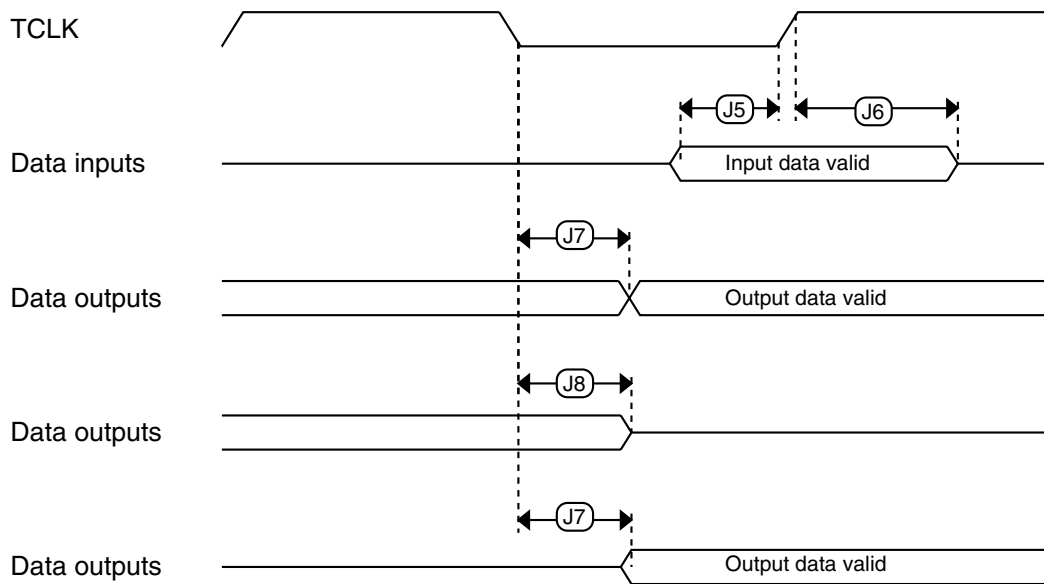 TCLK
J5
J6
Data inputs
Input data valid
J7
Data outputs
Output data valid
J8
Data outputs
J7
Data outputs
Output data valid